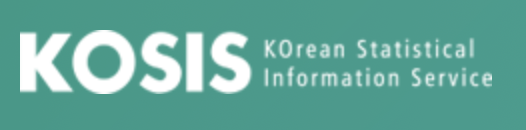 KOSIS
KOrean Statistical
Information Service